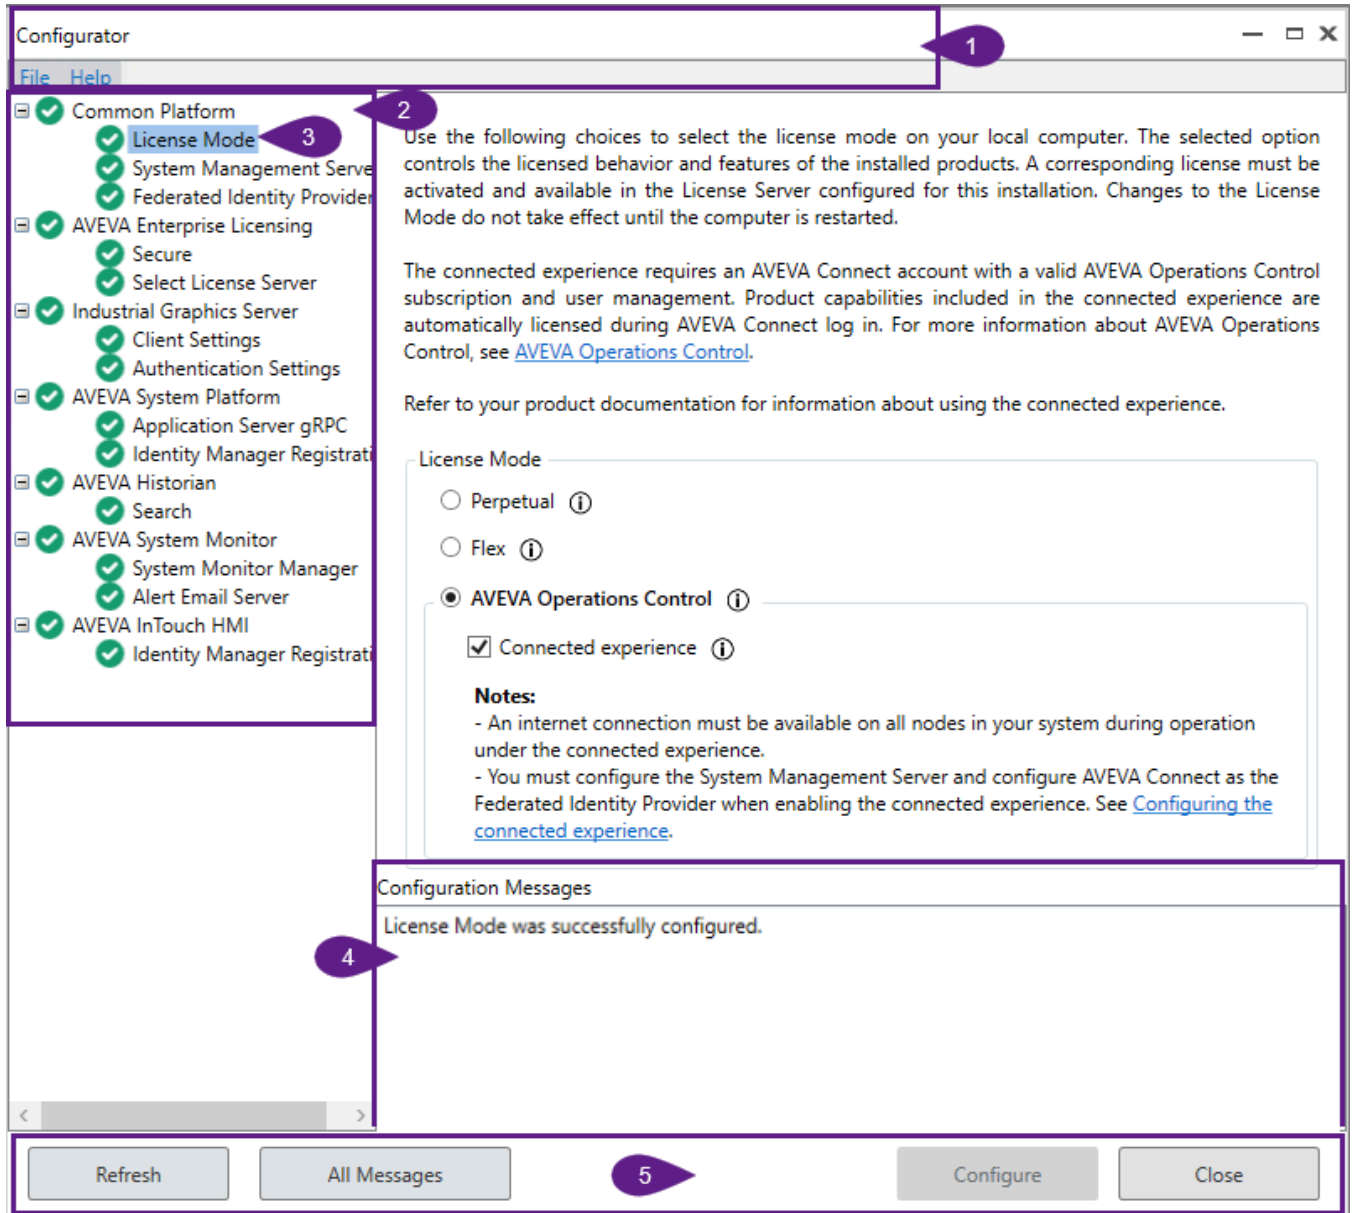 Configurator
1
File Help
Common Platform
2
License Mode
3
System Management Serve
Federated Identity Provider
AVEVA Enterprise Licensing
Secure
Select License Server
Industrial Graphics Server
Client Settings
Authentication Settings
AVEVA System Platform
Application Server gRPC
Identity Manager Registrati
AVEVA Historian
Search
AVEVA System Monitor
System Monitor Manager
Alert Email Server
AVEVA InTouch HMI
Identity Manager Registrati
Use the following choices to select the license mode on your local computer. The selected option
controls the licensed behavior and features of the installed products. A corresponding license must be
activated and available in the License Server configured for this installation. Changes to the License
Mode do not take effect until the computer is restarted.
The connected experience requires an AVEVA Connect account with a valid AVEVA Operations Control
subscription and user management. Product capabilities included in the connected experience are
automatically licensed during AVEVA Connect log in. For more information about AVEVA Operations
Control, see AVEVA Operations Control.
Refer to your product documentation for information about using the connected experience.
License Mode
Perpetual
Flex
AVEVA Operations Control
Connected experience
Notes:
- An internet connection must be available on all nodes in your system during operation
under the connected experience.
- You must configure the System Management Server and configure AVEVA Connect as the
Federated Identity Provider when enabling the connected experience. See Configuring the
connected experience.
Configuration Messages
License Mode was successfully configured.
4
Refresh
All Messages
5
Configure
Close